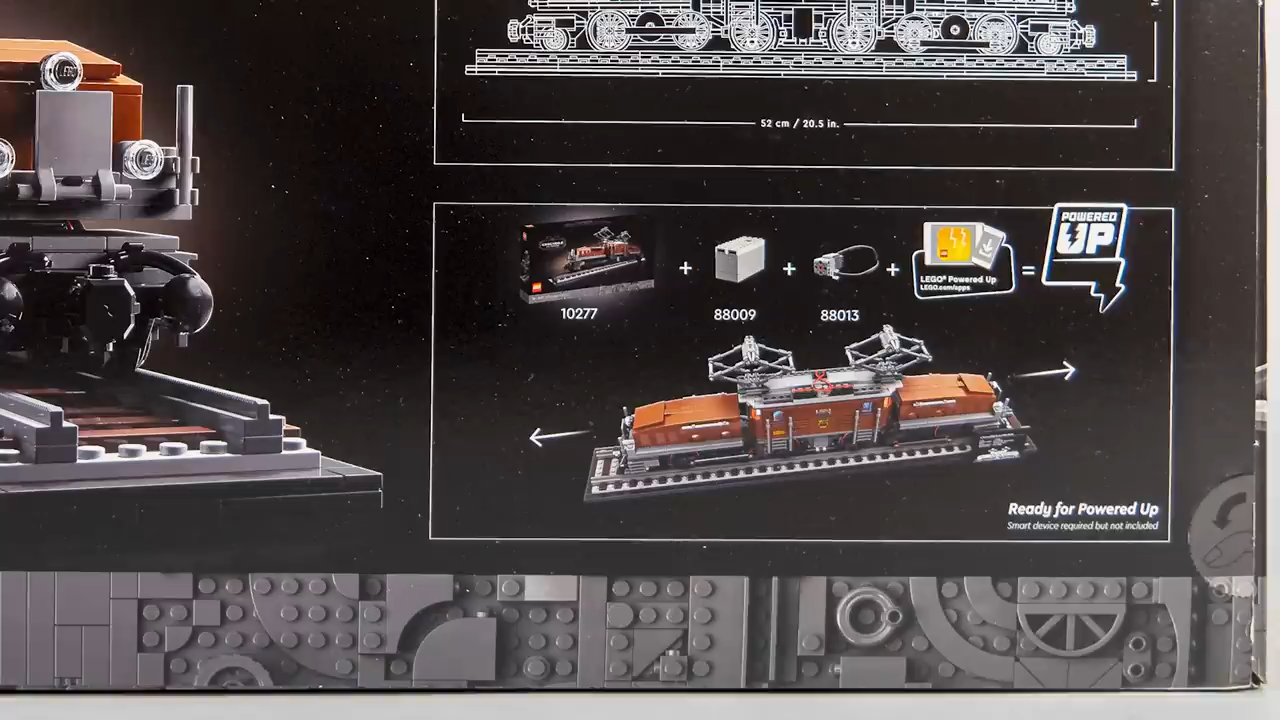 52 cm / 20.5 in.
10277
+
88009
+
88013
+
LEGO® Powered Up
LEGO.com/apps
=
POWERED
UP
Ready for Powered Up
Smart device required but not included